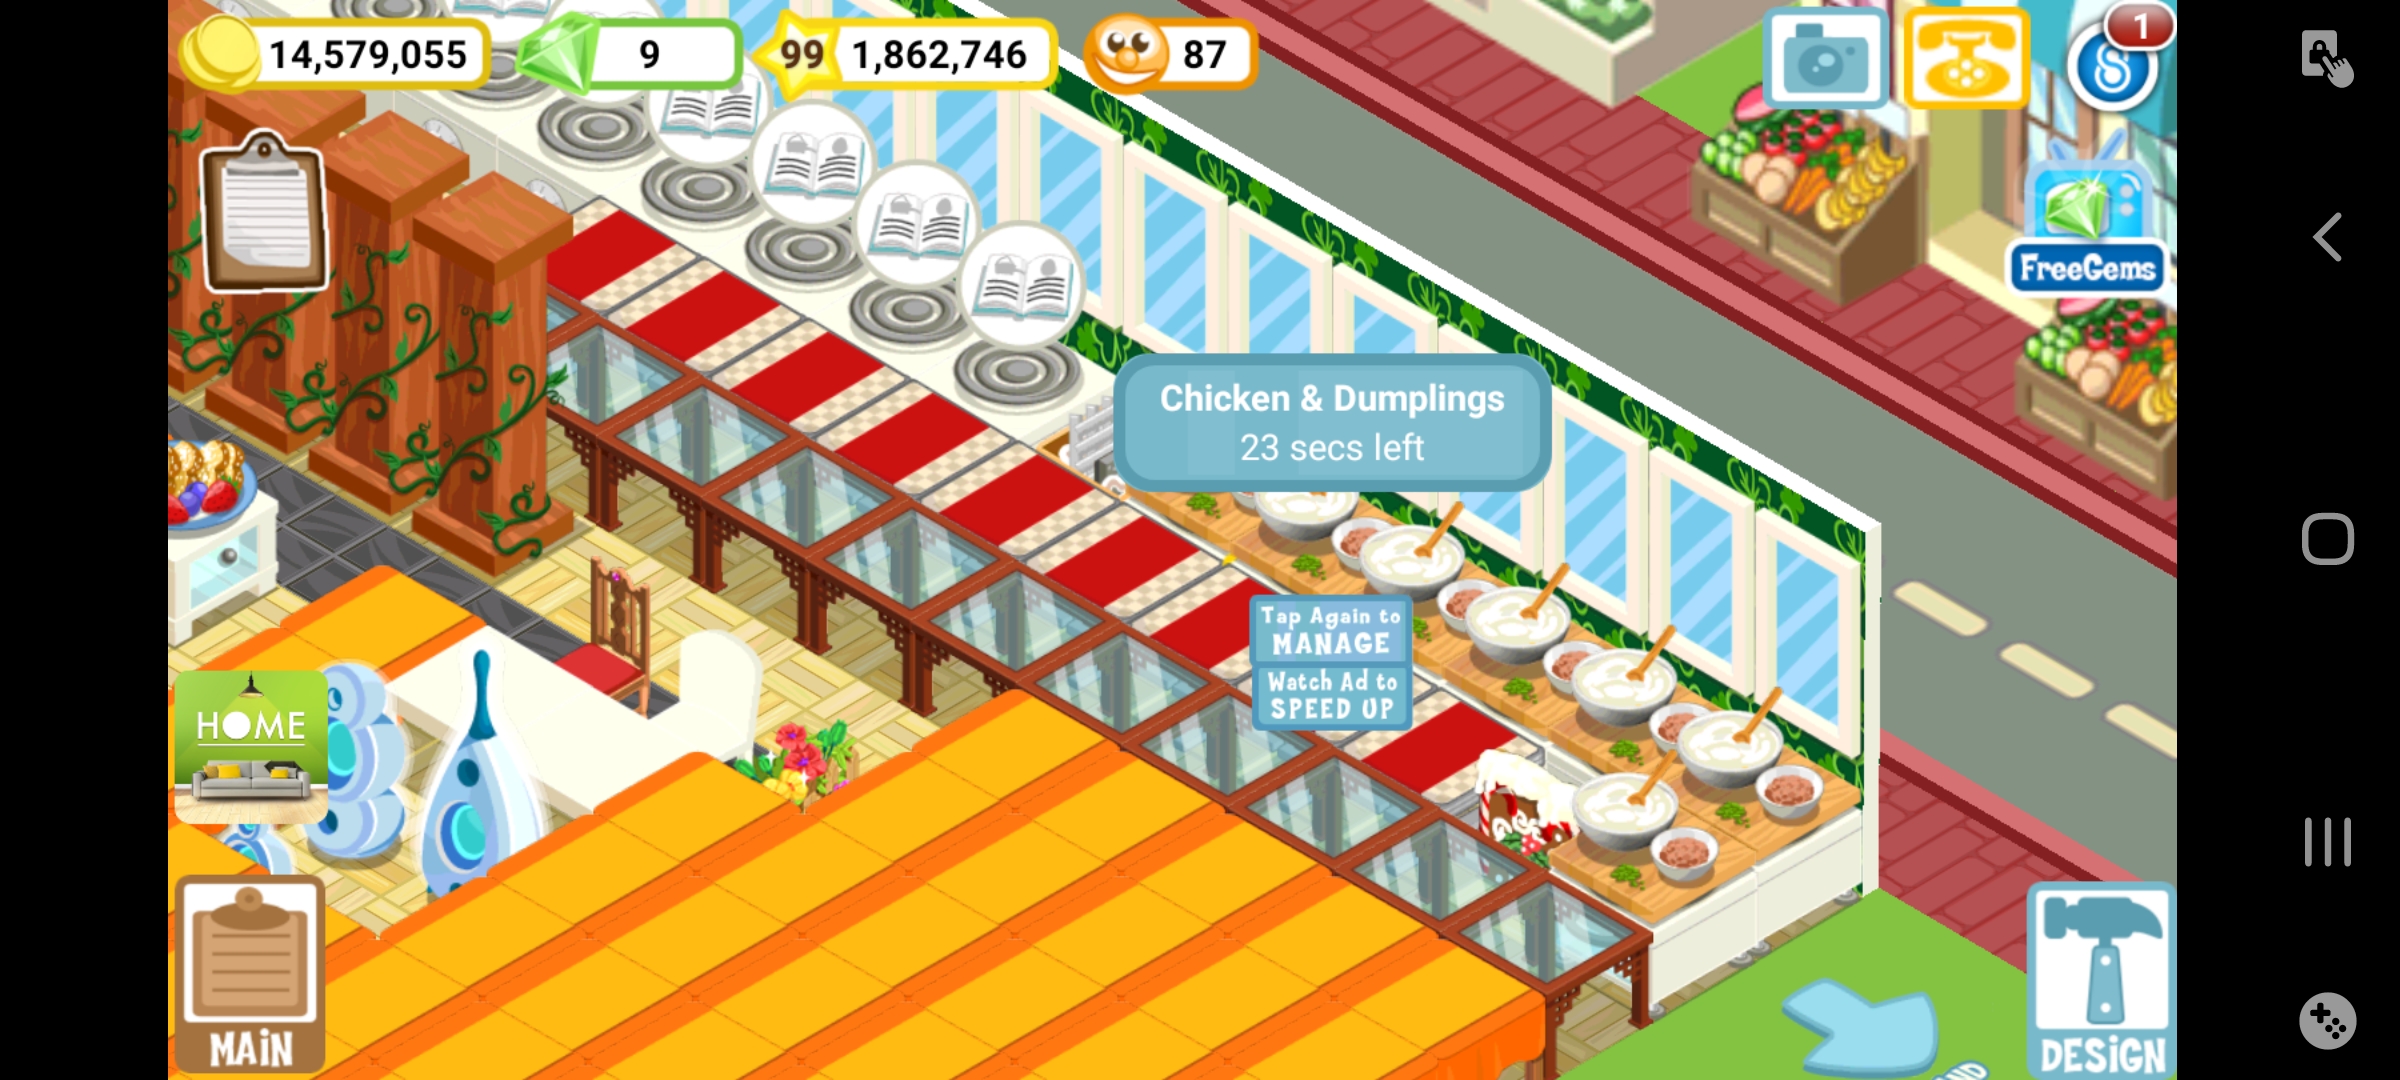 14,579,055
9
99
1,862,746
87
1
FreeGems
Chicken & Dumplings
23 secs left
Tap Again to
MANAGE
Watch Ad to
SPEED UP
HOME
MAIN
DESIGN